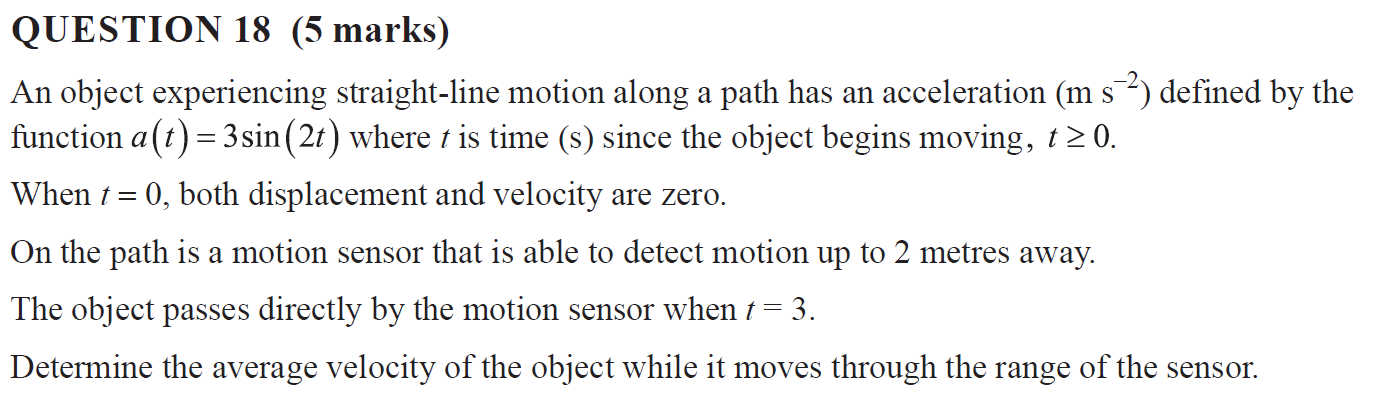 QUESTION 18 (5 marks)
An object experiencing straight-line motion along a path has an acceleration (m s⁻²) defined by the
function a(t) = 3sin(2t) where t is time (s) since the object begins moving, t ≥ 0.
When t = 0, both displacement and velocity are zero.
On the path is a motion sensor that is able to detect motion up to 2 metres away.
The object passes directly by the motion sensor when t = 3.
Determine the average velocity of the object while it moves through the range of the sensor.